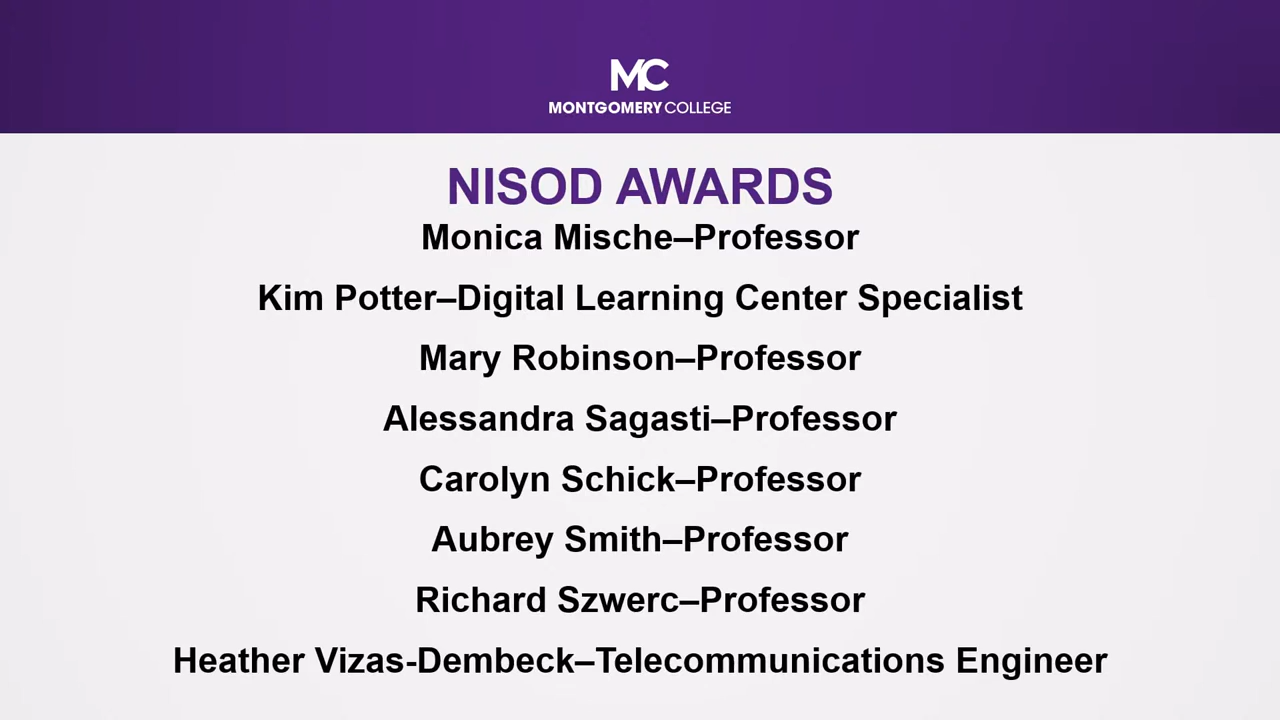 MC
MONTGOMERY COLLEGE
NISOD AWARDS
Monica Mische–Professor
Kim Potter–Digital Learning Center Specialist
Mary Robinson–Professor
Alessandra Sagasti–Professor
Carolyn Schick–Professor
Aubrey Smith–Professor
Richard Szwerc–Professor
Heather Vizas-Dembeck–Telecommunications Engineer